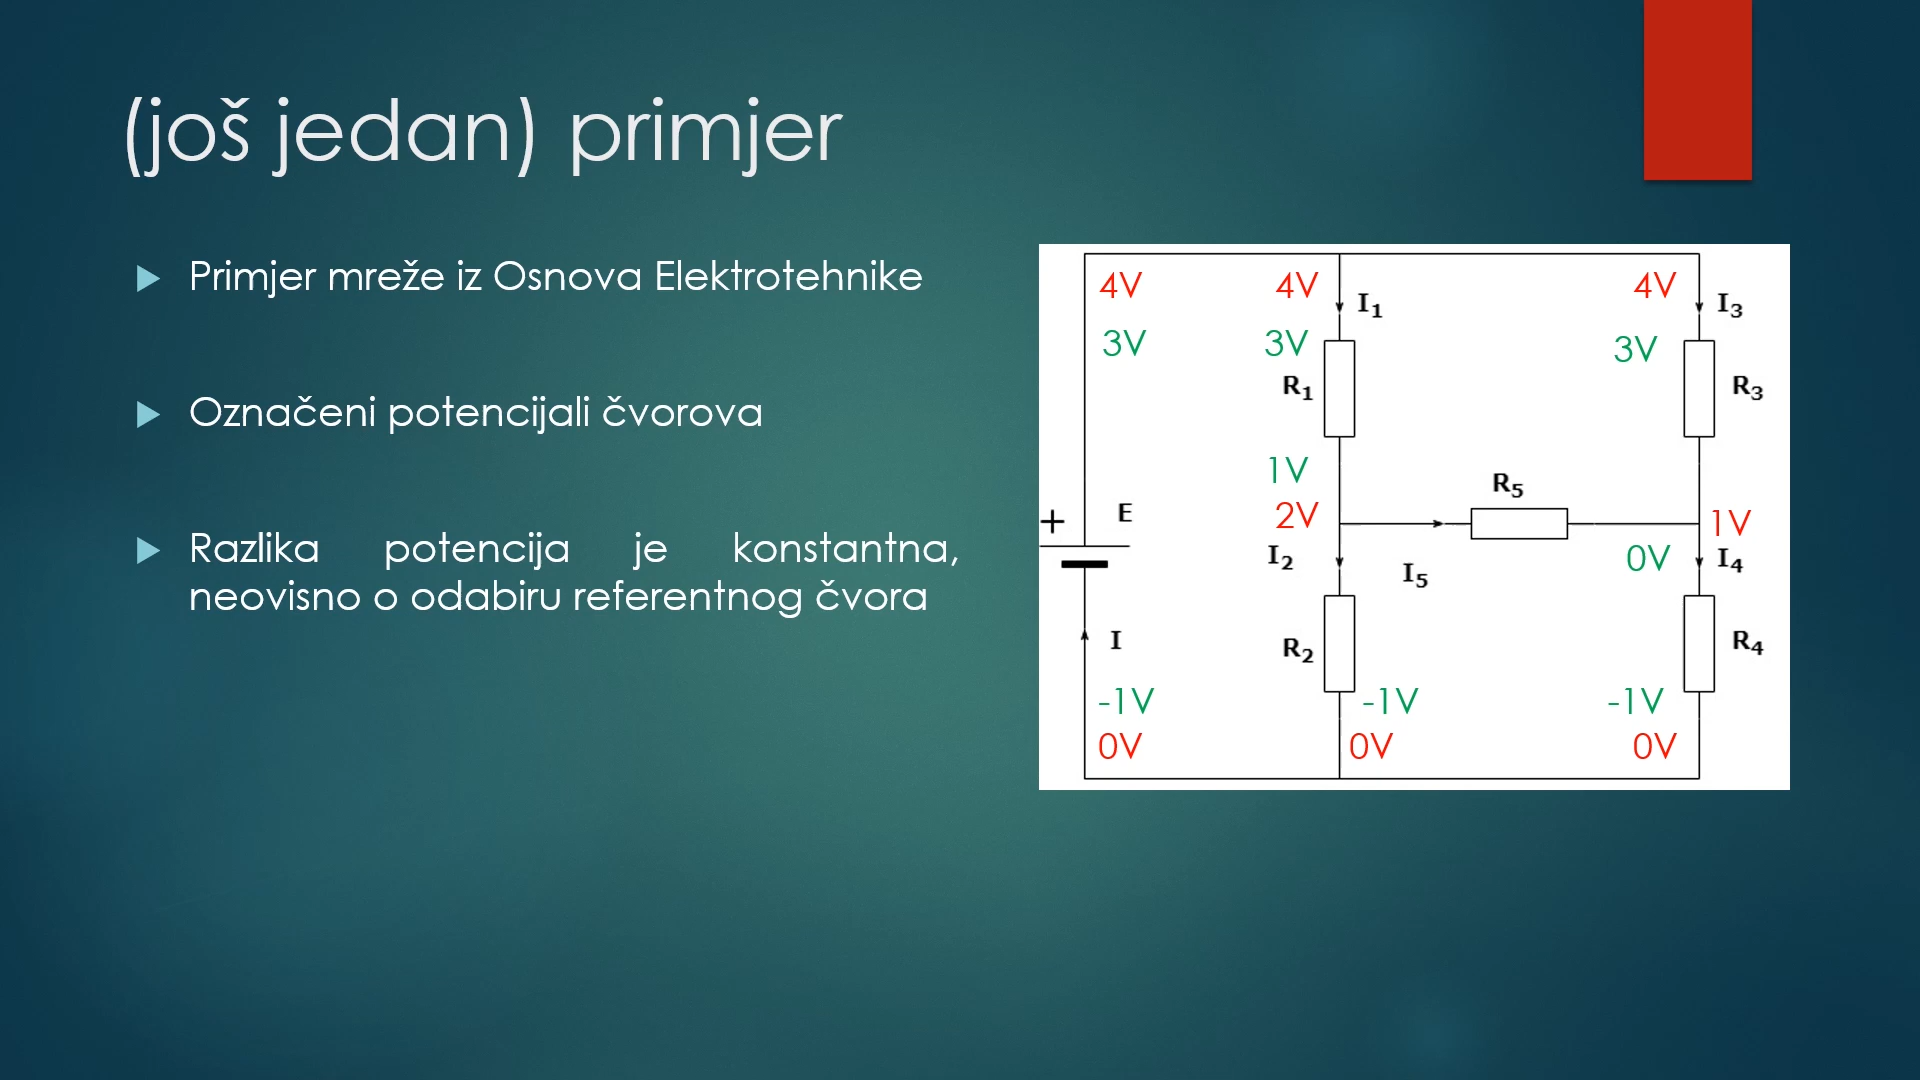 (još jedan) primjer
Primjer mreže iz Osnova Elektrotehnike
Označeni potencijali čvorova
Razlika potencija je konstantna,
neovisno o odabiru referentnog čvora
4V 4V I1 4V I3
3V 3V 3V
R1 R3
1V R5
+ E 2V 1V
I2 I5 0V I4
I R2 R4
-1V -1V -1V
0V 0V 0V